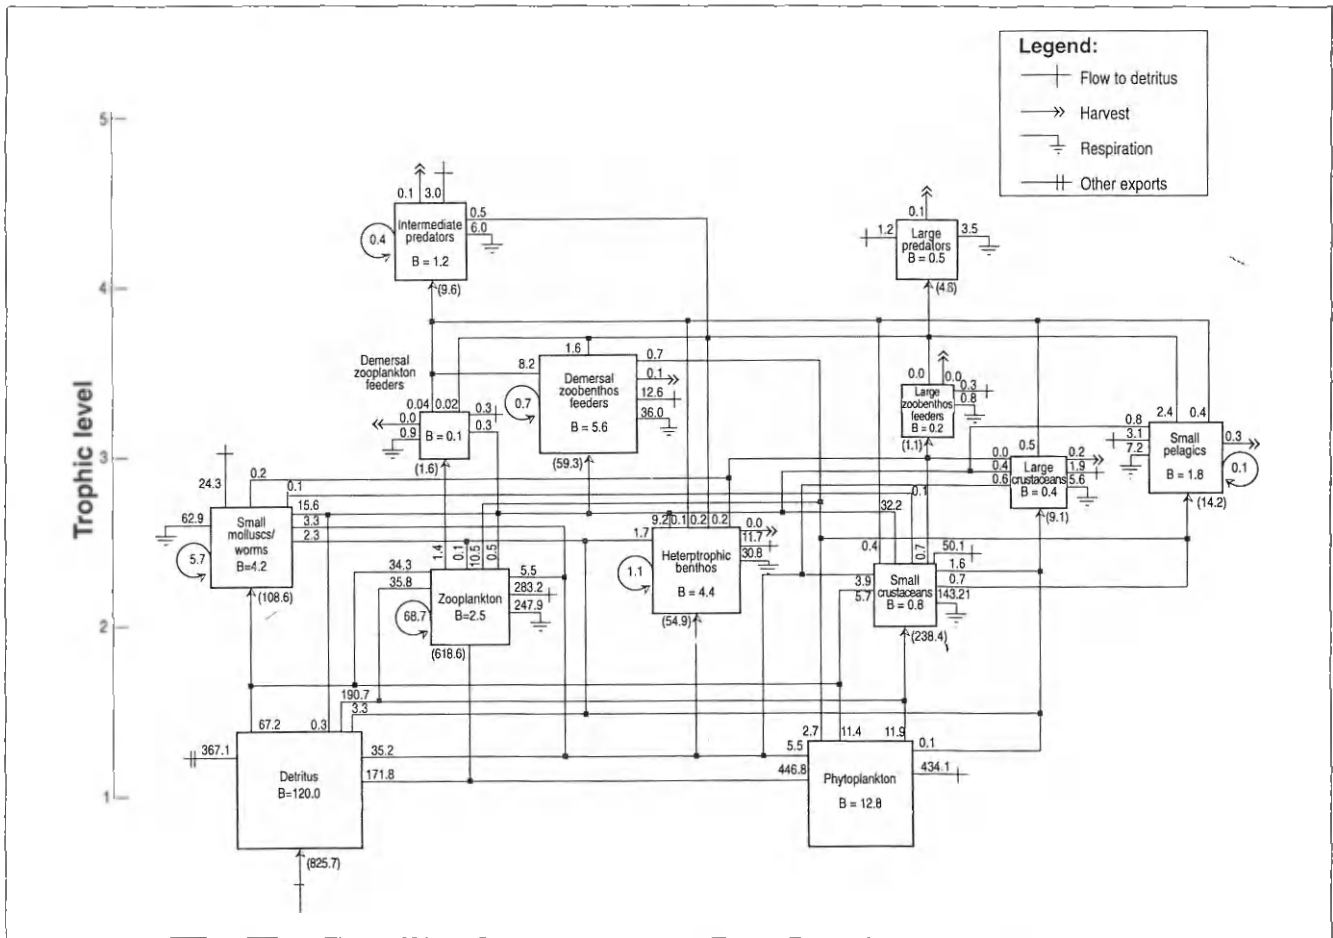 Legend:
Flow to detritus
Harvest
Respiration
Other exports
Trophic level
5
4
3
2
1
0.1 3.0
Intermediate
predators
B = 1.2
0.5
6.0
0.4
(9.6)
0.1
1.2
Large
predators
B = 0.5
3.5
(4.8)
Demersal
zooplankton
feeders
0.04 0.02
0.0
0.9
B = 0.1
0.3
0.3
(1.6)
1.6
8.2
0.7
Demersal
zoobenthos
feeders
B = 5.6
0.7
0.1
12.6
36.0
(59.3)
0.0
0.0
Large
zoobenthos
feeders
B = 0.2
0.3
0.8
(1.1)
2.4 0.4
0.8
3.1
7.2
Small
pelagics
B = 1.8
0.3
0.1
(14.2)
0.5
0.0
0.4
0.6
Large
crustaceans
B = 0.4
0.2
1.9
5.6
(9.1)
24.3
0.2
0.1
62.9
5.7
Small
molluscs/
worms
B=4.2
15.6
3.3
2.3
(108.6)
1.4
0.1
10.5
0.5
34.3
35.8
68.7
Zooplankton
B=2.5
5.5
283.2
247.9
(618.6)
9.2 0.1 0.2 0.2
1.7
1.1
Heterptrophic
benthos
B = 4.4
0.0
11.7
30.8
(54.9)
32.2
0.1
0.4
0.7
3.9
5.7
Small
crustaceans
B = 0.8
50.1
1.6
0.7
143.21
(238.4)
67.2
0.3
190.7
3.3
367.1
Detritus
B=120.0
35.2
171.8
(825.7)
2.7
11.4
11.9
5.5
446.8
Phytoplankton
B = 12.8
0.1
434.1